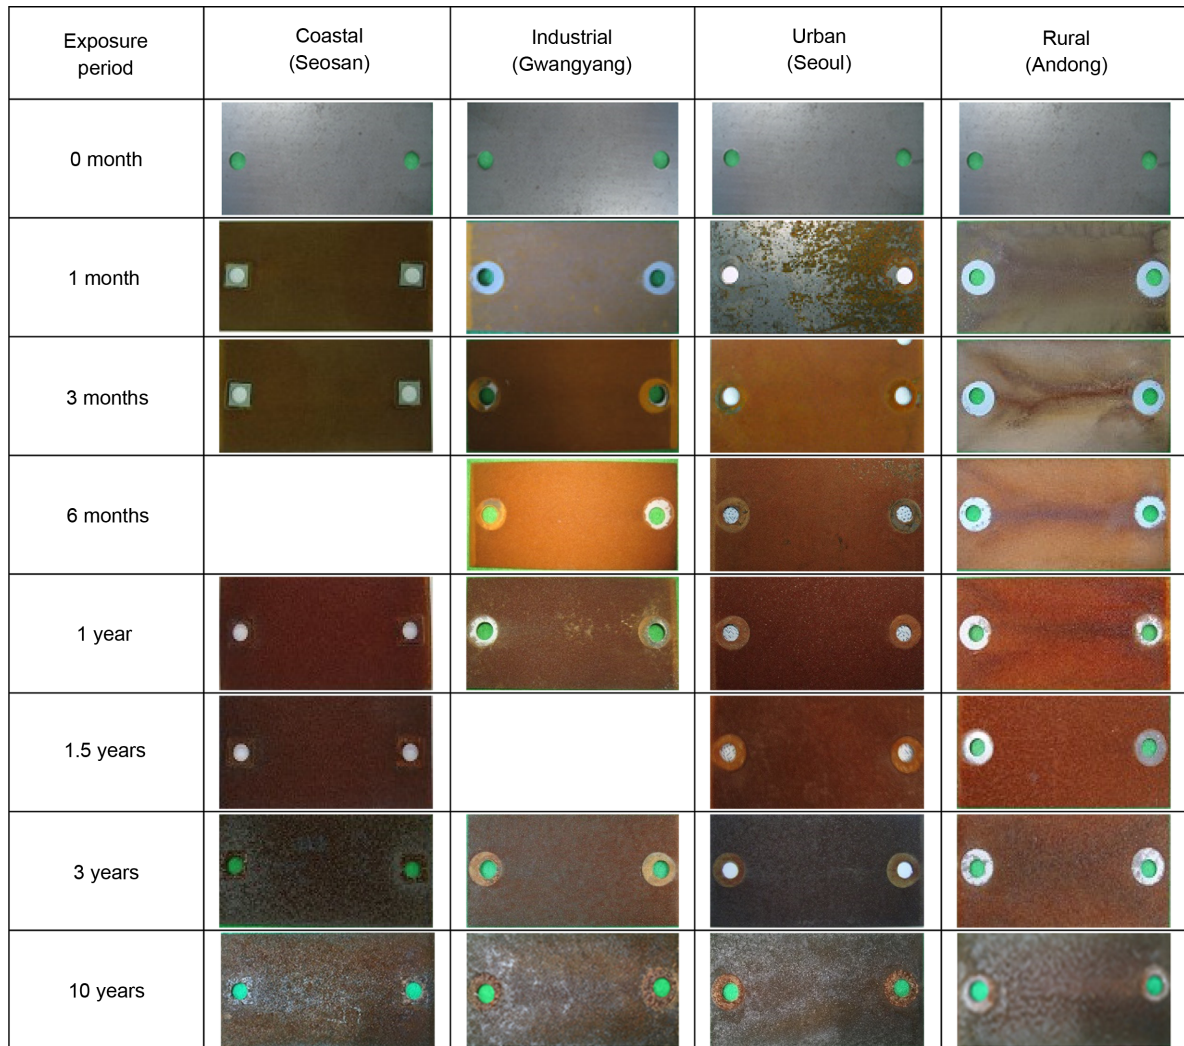 Exposure
period
Coastal
(Seosan)
Industrial
(Gwangyang)
Urban
(Seoul)
Rural
(Andong)
0 month
1 month
3 months
6 months
1 year
1.5 years
3 years
10 years